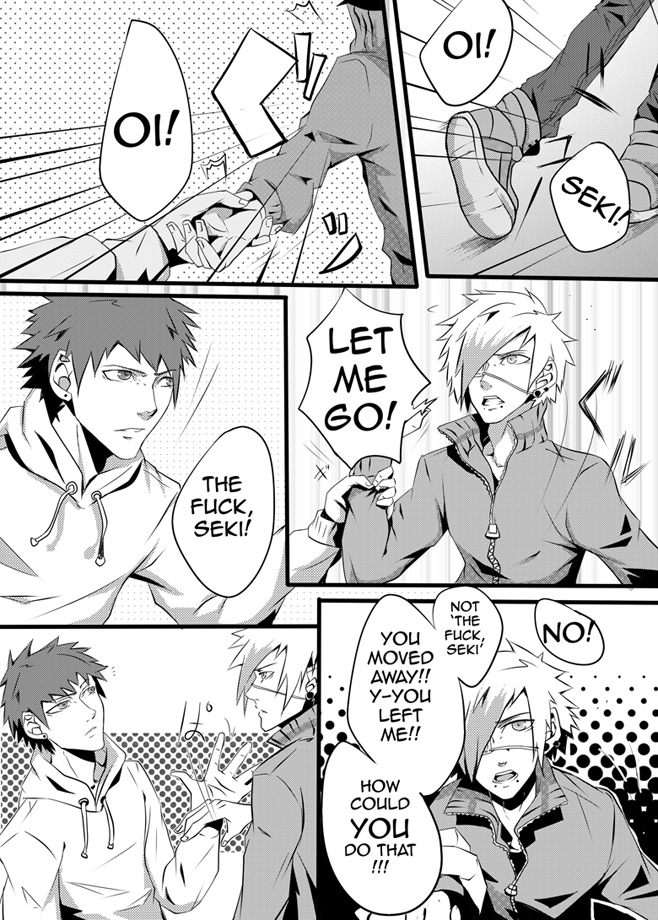 OI!
SEKI!
OI!
LET
ME
GO!
THE
FUCK,
SEKI!
NO!
NOT
'THE
FUCK,
SEKI'
YOU
MOVED
AWAY!!
Y-YOU
LEFT
ME!!
HOW
COULD
YOU
DO THAT
!!!
ぱ